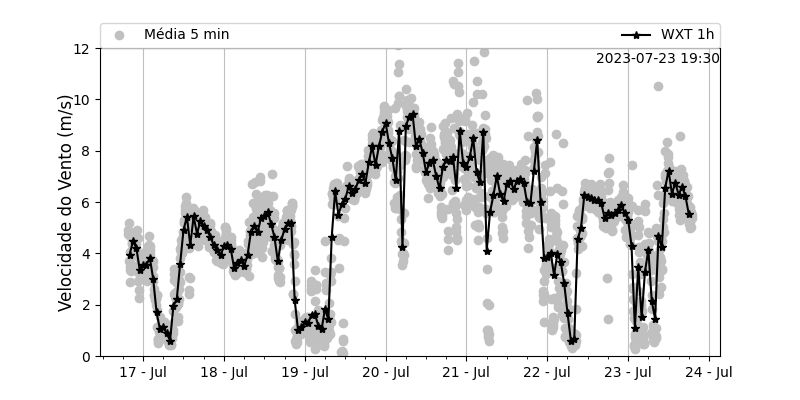 Média 5 min
WXT 1h
2023-07-23 19:30
Velocidade do Vento (m/s)
12
10
8
6
4
2
0
17 - Jul
18 - Jul
19 - Jul
20 - Jul
21 - Jul
22 - Jul
23 - Jul
24 - Jul